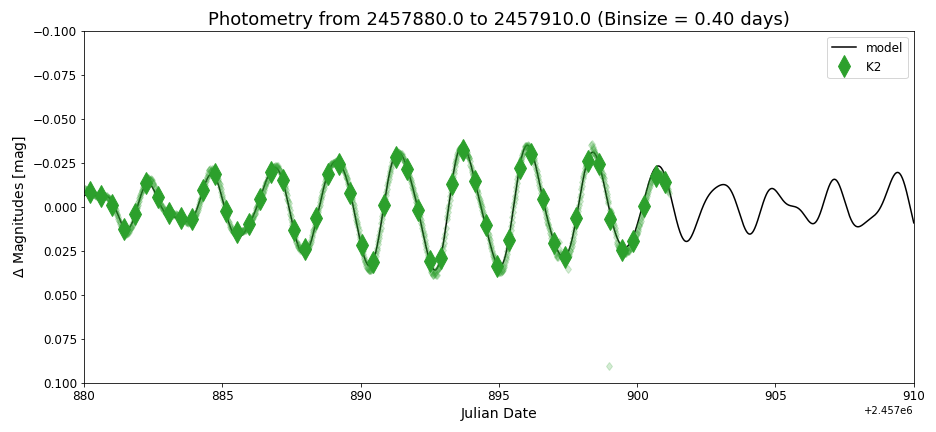 Photometry from 2457880.0 to 2457910.0 (Binsize = 0.40 days)
−0.100
−0.075
−0.050
−0.025
0.000
0.025
0.050
0.075
0.100
Δ Magnitudes [mag]
model
K2
880
885
890
895
900
905
910
+2.457e6
Julian Date